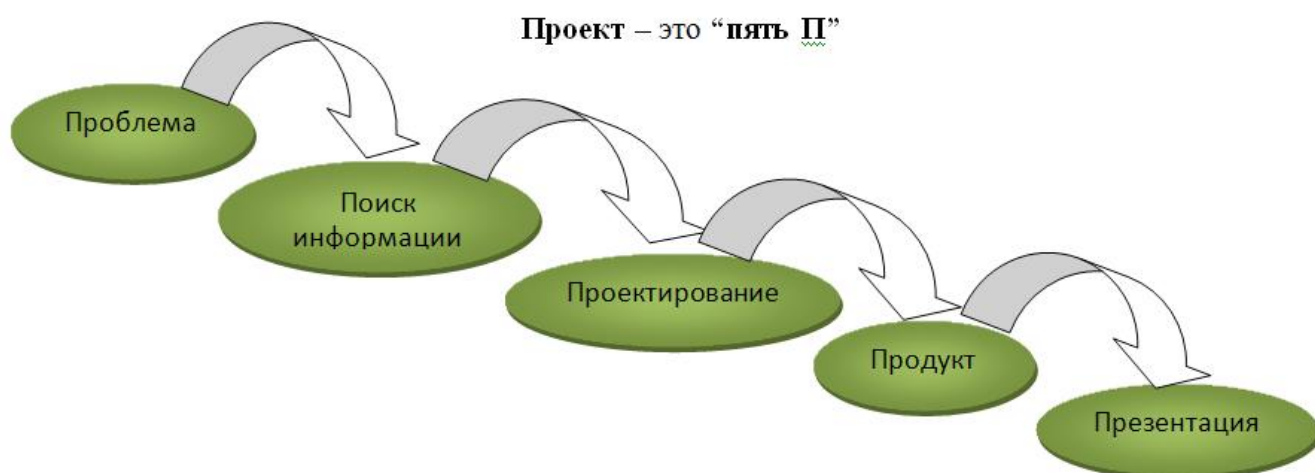 Проект – это “пять П”
Проблема
Поиск
информации
Проектирование
Продукт
Презентация